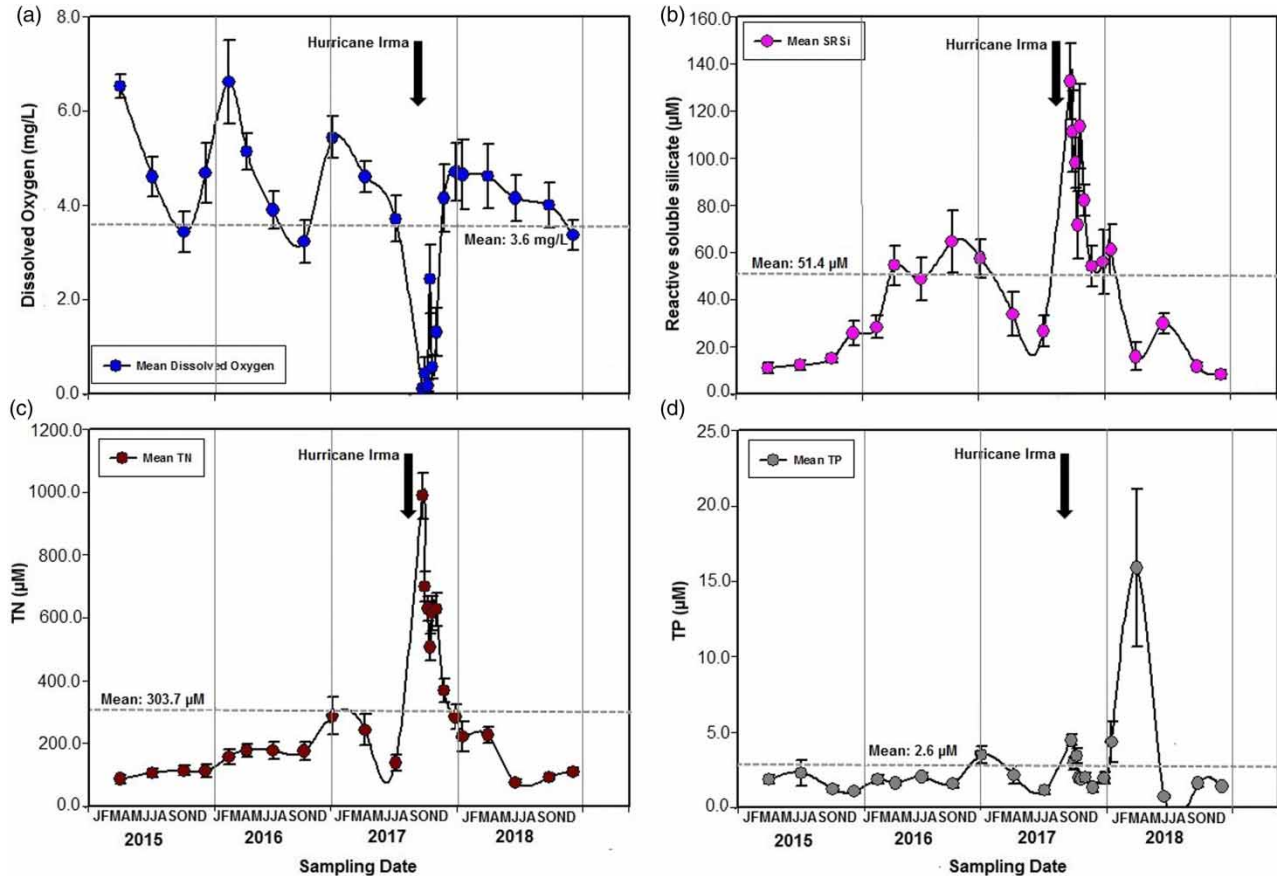 (a)
8.0
6.0
4.0
2.0
0.0
Dissolved Oxygen (mg/L)
Hurricane Irma
Mean: 3.6 mg/L
Mean Dissolved Oxygen
(b)
160.0
140.0
120.0
100.0
80.0
60.0
40.0
20.0
0.0
Reactive soluble silicate (µM)
Mean SRSi
Hurricane Irma
Mean: 51.4 µM
(c)
1200.0
1000.0
800.0
600.0
400.0
200.0
0.0
TN (µM)
Mean TN
Hurricane Irma
Mean: 303.7 µM
JFMAMJJASOND JFMAMJJASOND JFMAMJJASOND JFMAMJJASOND
2015 2016 2017 2018
Sampling Date
(d)
25.0
20.0
15.0
10.0
5.0
0.0
TP (µM)
Mean TP
Hurricane Irma
Mean: 2.6 µM
JFMAMJJASOND JFMAMJJASOND JFMAMJJASOND JFMAMJJASOND
2015 2016 2017 2018
Sampling Date